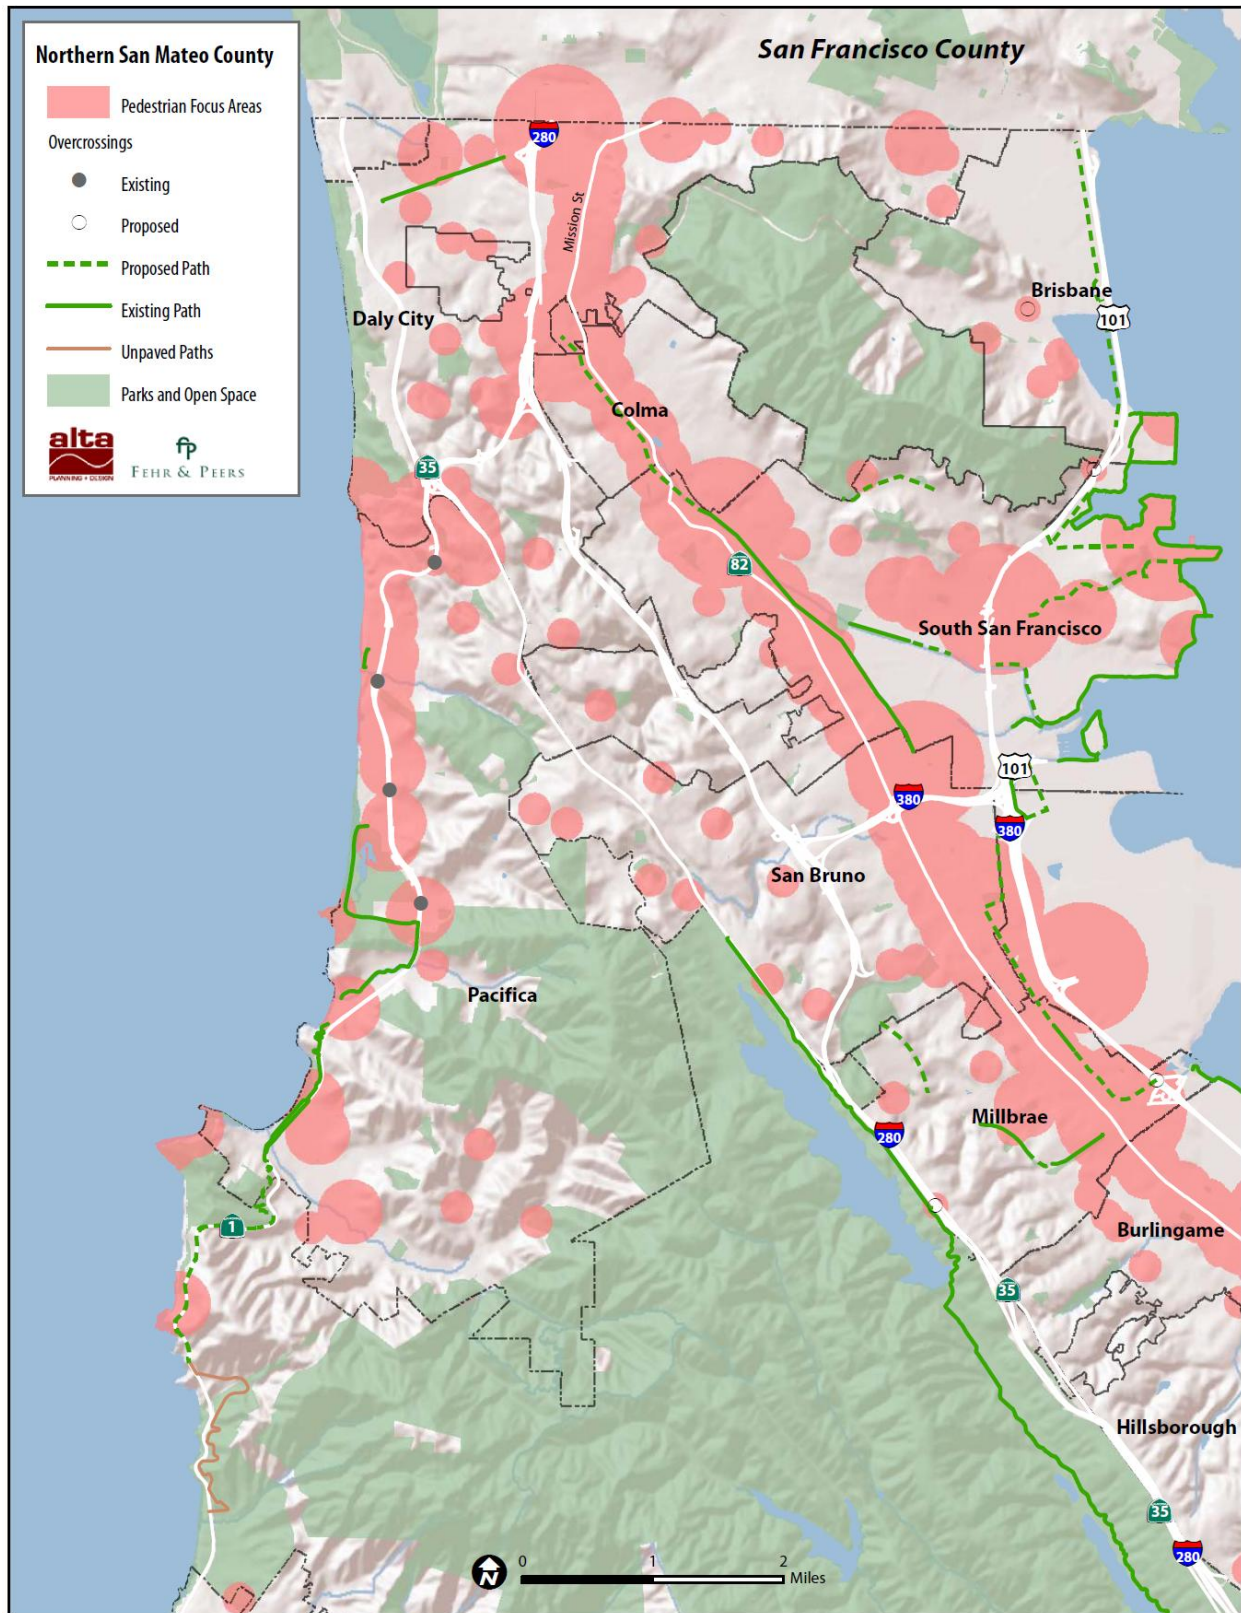 San Francisco County
Northern San Mateo County
Pedestrian Focus Areas
Overcrossings
Existing
Proposed
Proposed Path
Existing Path
Unpaved Paths
Parks and Open Space
alta
PLANNING + DESIGN
fp
FEHR & PEERS
280
Mission St
Brisbane
101
Daly City
Colma
35
82
South San Francisco
101
380
380
San Bruno
Pacifica
Millbrae
280
1
Burlingame
35
Hillsborough
35
280
N
0 1 2
Miles